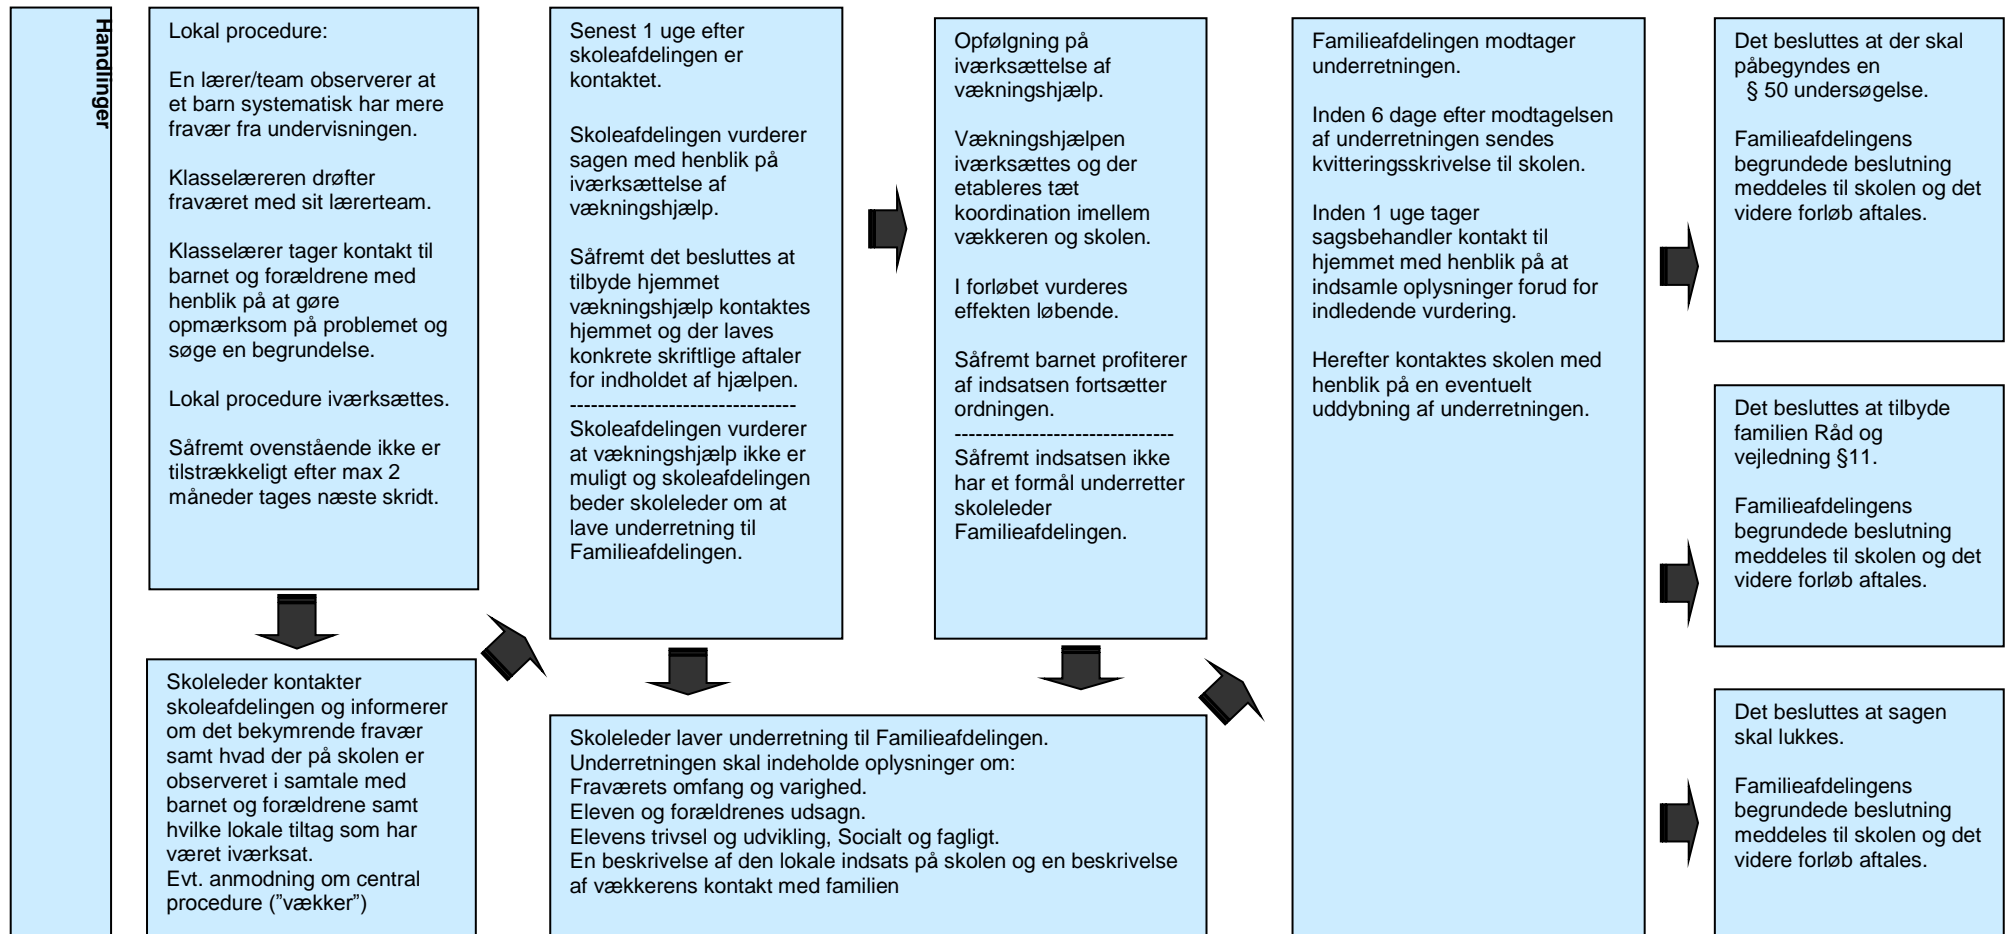 Handlinger
Lokal procedure:
En lærer/team observerer at
et barn systematisk har mere
fravær fra undervisningen.
Klasselæreren drøfter
fraværet med sit lærerteam.
Klasselærer tager kontakt til
barnet og forældrene med
henblik på at gøre
opmærksom på problemet og
søge en begrundelse.
Lokal procedure iværksættes.
Såfremt ovenstående ikke er
tilstrækkeligt efter max 2
måneder tages næste skridt.
Skoleleder kontakter
skoleafdelingen og informerer
om det bekymrende fravær
samt hvad der på skolen er
observeret i samtale med
barnet og forældrene samt
hvilke lokale tiltag som har
været iværksat.
Evt. anmodning om central
procedure (”vækker”)
Senest 1 uge efter
skoleafdelingen er
kontaktet.
Skoleafdelingen vurderer
sagen med henblik på
iværksættelse af
vækningshjælp.
Såfremt det besluttes at
tilbyde hjemmet
vækningshjælp kontaktes
hjemmet og der laves
konkrete skriftlige aftaler
for indholdet af hjælpen.
--------------------------------
Skoleafdelingen vurderer
at vækningshjælp ikke er
muligt og skoleafdelingen
beder skoleleder om at
lave underretning til
Familieafdelingen.
Opfølgning på
iværksættelse af
vækningshjælp.
Vækningshjælpen
iværksættes og der
etableres tæt
koordination imellem
vækkeren og skolen.
I forløbet vurderes
effekten løbende.
Såfremt barnet profiterer
af indsatsen fortsætter
ordningen.
-------------------------------
Såfremt indsatsen ikke
har et formål underretter
skoleleder
Familieafdelingen.
Skoleleder laver underretning til Familieafdelingen.
Underretningen skal indeholde oplysninger om:
Fraværets omfang og varighed.
Eleven og forældrenes udsagn.
Elevens trivsel og udvikling, Socialt og fagligt.
En beskrivelse af den lokale indsats på skolen og en beskrivelse
af vækkerens kontakt med familien
Familieafdelingen modtager
underretningen.
Inden 6 dage efter modtagelsen
af underretningen sendes
kvitteringsskrivelse til skolen.
Inden 1 uge tager
sagsbehandler kontakt til
hjemmet med henblik på at
indsamle oplysninger forud for
indledende vurdering.
Herefter kontaktes skolen med
henblik på en eventuelt
uddybning af underretningen.
Det besluttes at der skal
påbegyndes en
§ 50 undersøgelse.
Familieafdelingens
begrundede beslutning
meddeles til skolen og det
videre forløb aftales.
Det besluttes at tilbyde
familien Råd og
vejledning §11.
Familieafdelingens
begrundede beslutning
meddeles til skolen og det
videre forløb aftales.
Det besluttes at sagen
skal lukkes.
Familieafdelingens
begrundede beslutning
meddeles til skolen og det
videre forløb aftales.